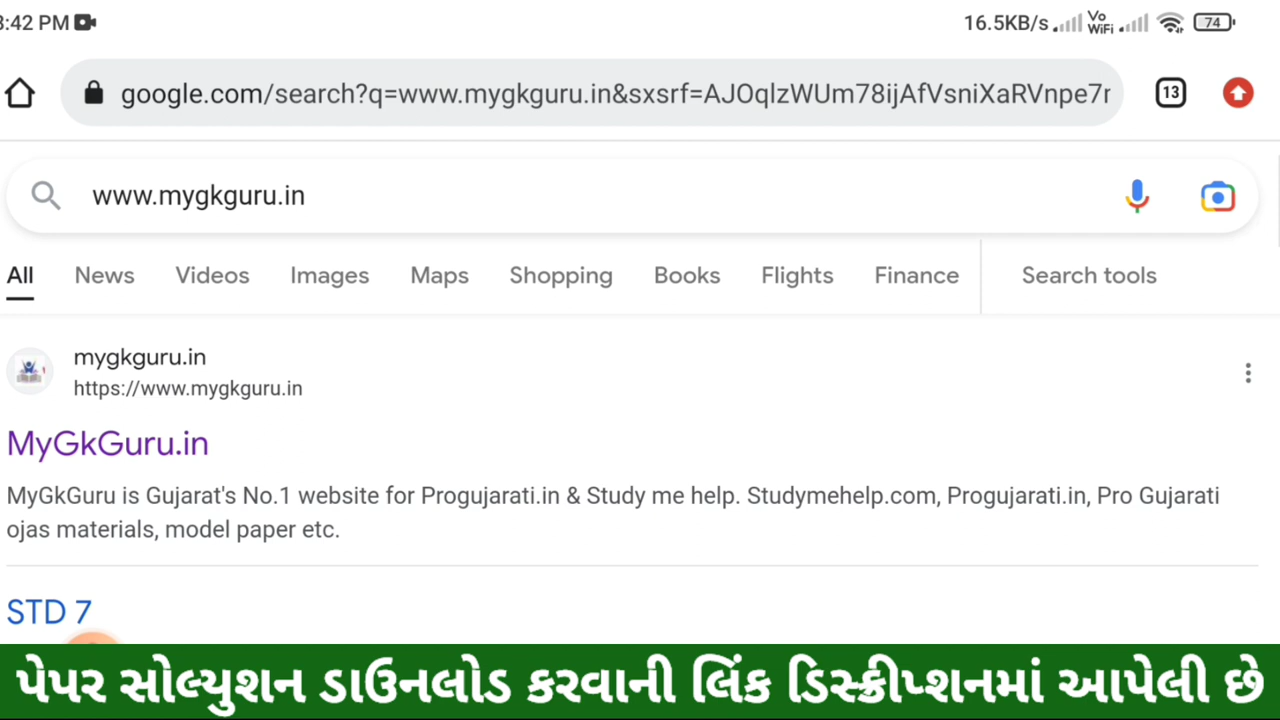 3:42 PM 16.5KB/s Vo WiFi 74
google.com/search?q=www.mygkguru.in&sxsrf=AJOqlzWUm78ijAfVsniXaRVnpe7r 13
www.mygkguru.in
All News Videos Images Maps Shopping Books Flights Finance Search tools
mygkguru.in
https://www.mygkguru.in
MyGkGuru.in
MyGkGuru is Gujarat's No.1 website for Progujarati.in & Study me help. Studymehelp.com, Progujarati.in, Pro Gujarati
ojas materials, model paper etc.
STD 7
પેપર સોલ્યુશન ડાઉનલોડ કરવાની લિંક ડિસ્ક્રીપ્શનમાં આપેલી છે